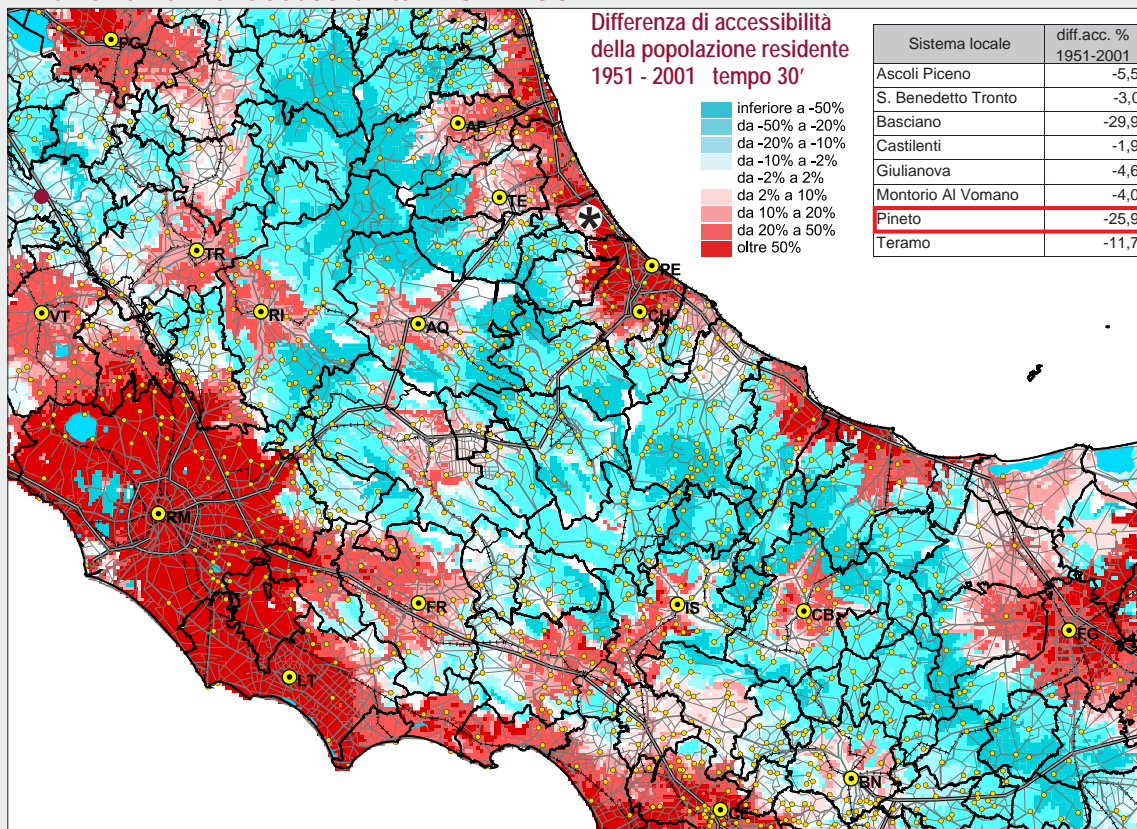 Differenza di accessibilità
della popolazione residente
1951 - 2001 tempo 30'
inferiore a -50%
da -50% a -20%
da -20% a -10%
da -10% a -2%
da -2% a 2%
da 2% a 10%
da 10% a 20%
da 20% a 50%
oltre 50%
Sistema locale diff.acc. % 1951-2001
Ascoli Piceno -5,5
S. Benedetto Tronto -3,0
Basciano -29,9
Castilenti -1,9
Giulianova -4,6
Montorio Al Vomano -4,0
Pineto -25,9
Teramo -11,7
PG
AP
TE
*
TR
PE
VT
RI
AQ
CH
RM
FR
IS
CB
FG
LT
BN
CE